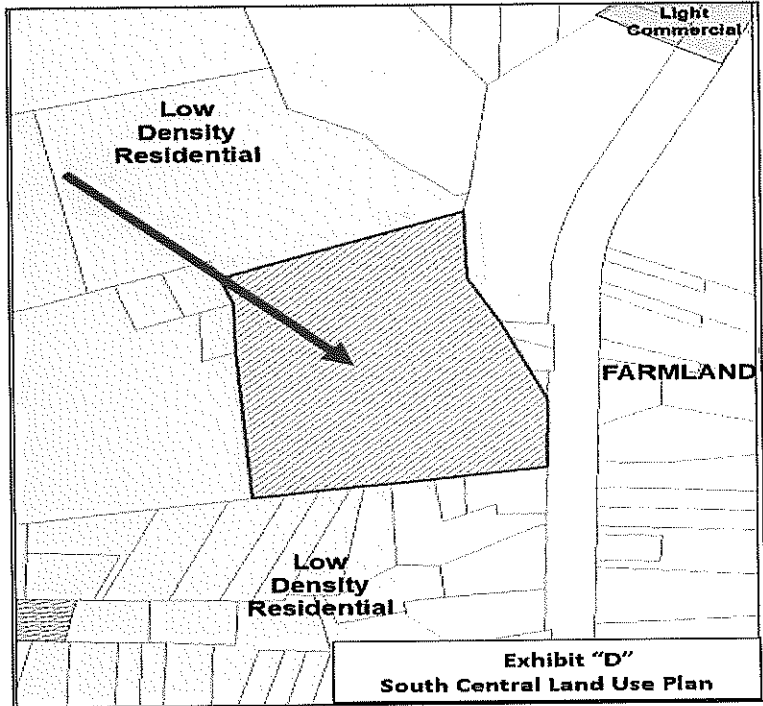 Light
Commercial
Low
Density
Residential
FARMLAND
Low
Density
Residential
Exhibit "D"
South Central Land Use Plan